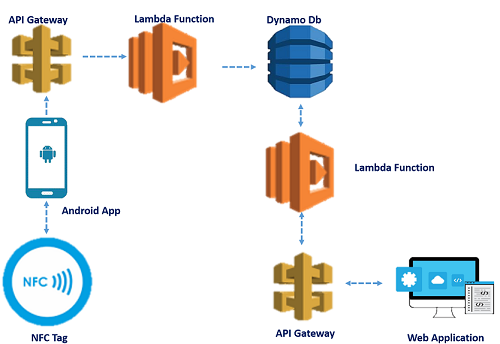 API Gateway
Lambda Function
Dynamo Db
Lambda Function
Android App
NFC
NFC Tag
API Gateway
Web Application